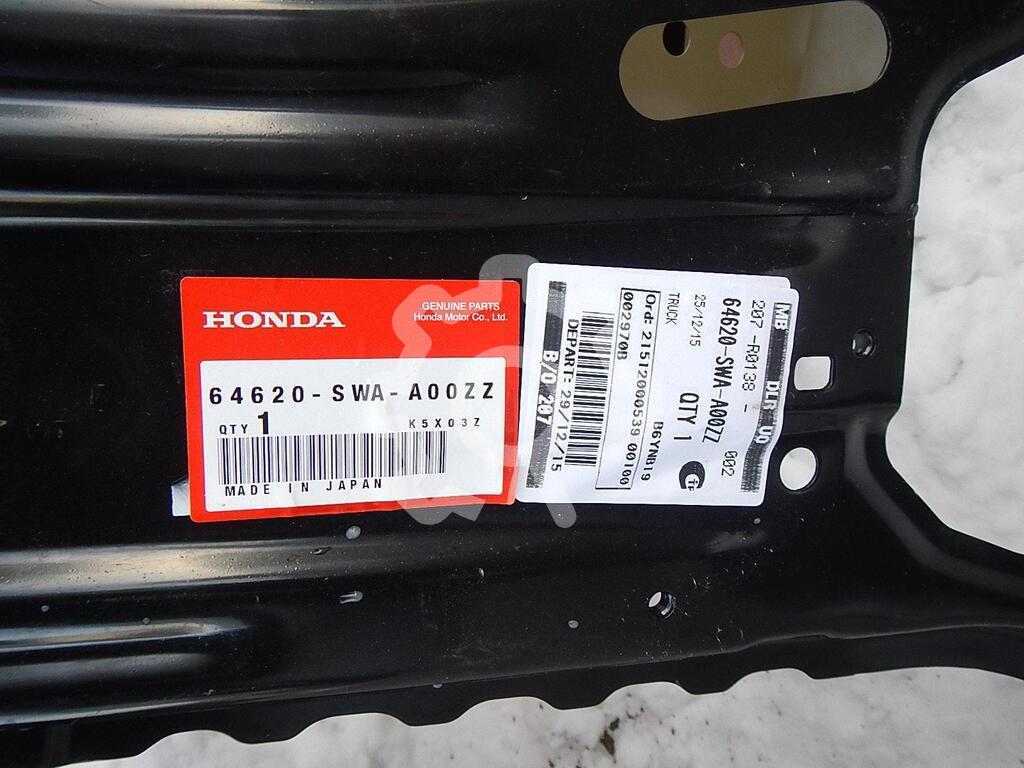 HONDA
GENUINE PARTS
Honda Motor Co., Ltd.
64620-SWA-A00ZZ
QTY 1
K5X03Z
MADE IN JAPAN
MB DLR UQ
207-R0138 -
64620-SWA-A00ZZ 002
25/12/15 QTY 1
TRUCK
B6YNB19
Ord: 21512000539 00100
002970B
DEPART: 29/12/15
B/O 207